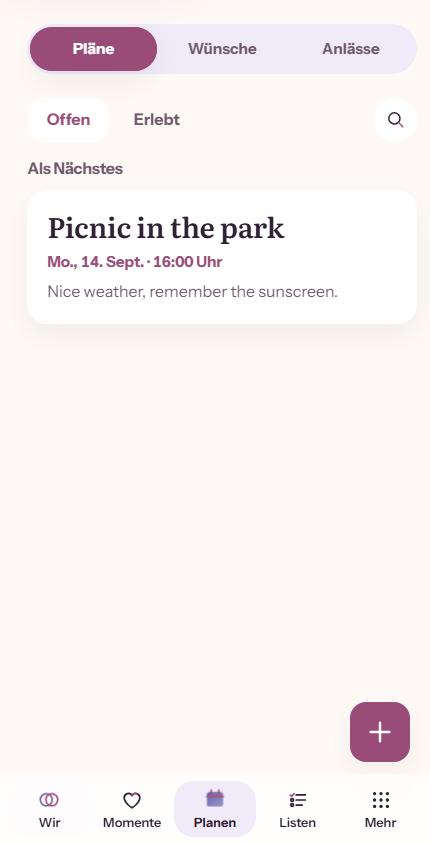 Pläne Wünsche Anlässe
Offen Erlebt
Als Nächstes
Picnic in the park
Mo., 14. Sept. · 16:00 Uhr
Nice weather, remember the sunscreen.
Wir Momente Planen Listen Mehr